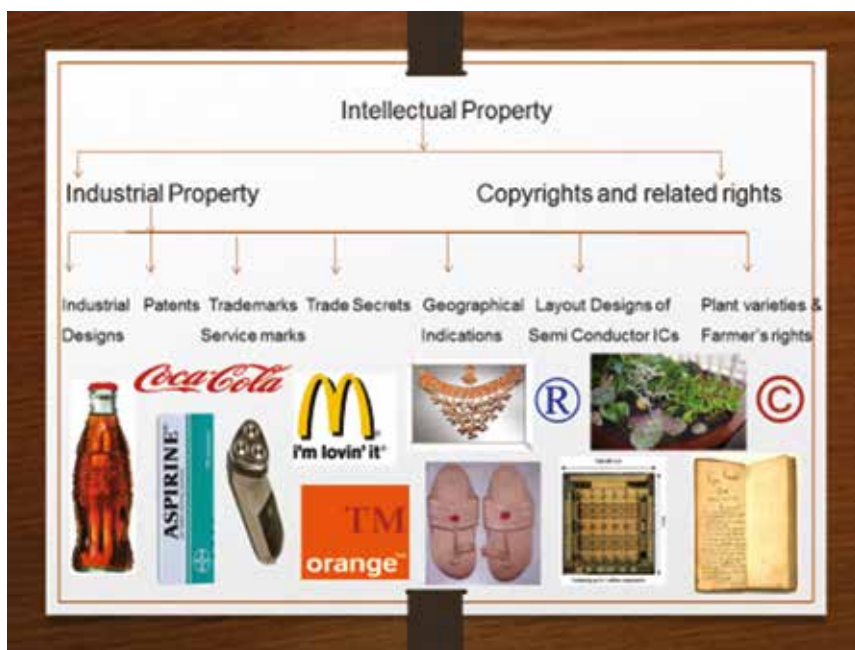 Intellectual Property
Industrial Property
Copyrights and related rights
Industrial Designs
Patents
Trademarks
Service marks
Trade Secrets
Geographical Indications
Layout Designs of
Semi Conductor ICs
Plant varieties &
Farmer's rights
Coca-Cola
ASPIRINE®
M
i'm lovin' it®
®
©
TM
orange™